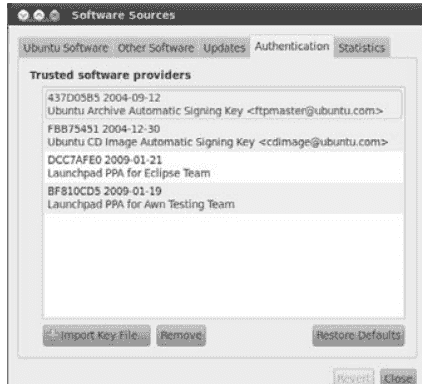 Software Sources
Ubuntu Software Other Software Updates Authentication Statistics
Trusted software providers
437D05B5 2004-09-12
Ubuntu Archive Automatic Signing Key <ftpmaster@ubuntu.com>
FBB75451 2004-12-30
Ubuntu CD Image Automatic Signing Key <cdimage@ubuntu.com>
DCC7AFE0 2009-01-21
Launchpad PPA for Eclipse Team
BF810CD5 2009-01-19
Launchpad PPA for Awn Testing Team
Import Key File... Remove Restore Defaults
Revert Close